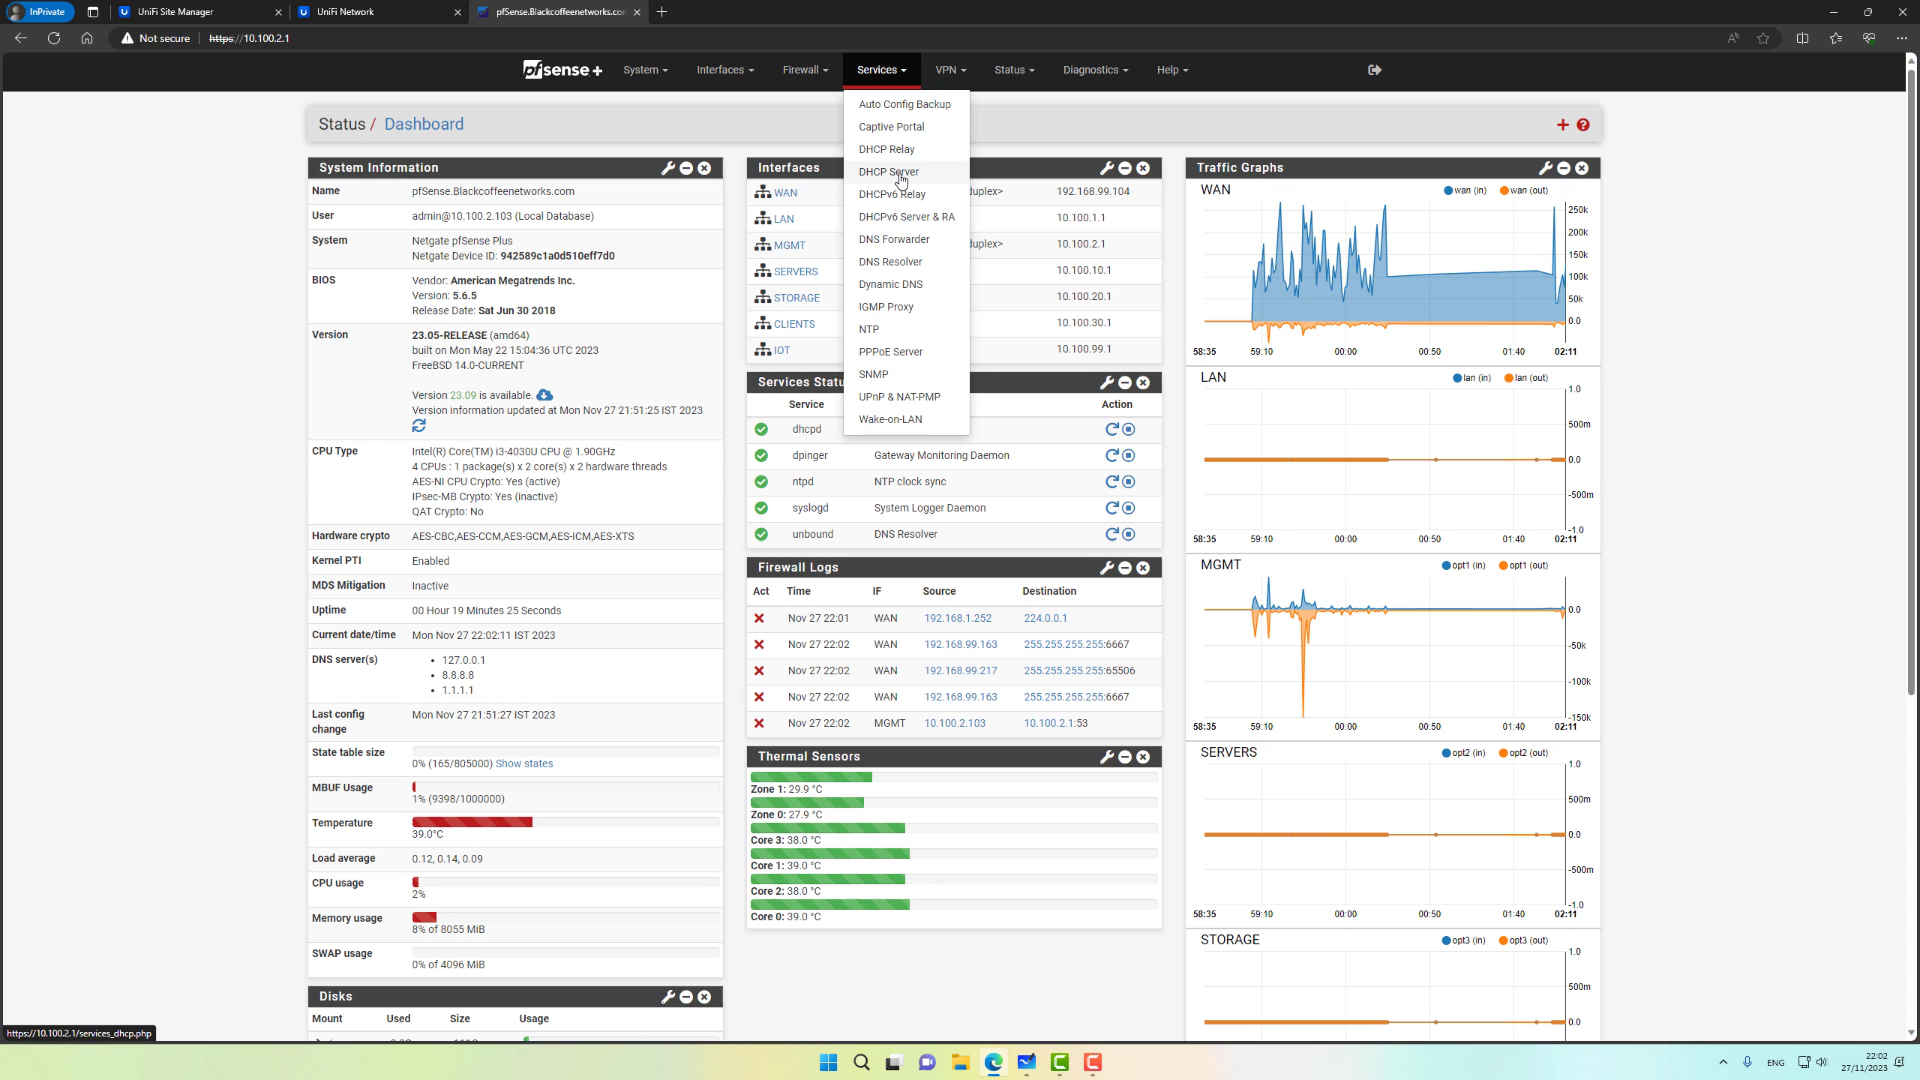 InPrivate
UniFi Site Manager
UniFi Network
pfSense.Blackcoffeenetworks.com
Not secure
https://10.100.2.1
pfsense+
System
Interfaces
Firewall
Services
VPN
Status
Diagnostics
Help
Auto Config Backup
Captive Portal
DHCP Relay
DHCP Server
DHCPv6 Relay
DHCPv6 Server & RA
DNS Forwarder
DNS Resolver
Dynamic DNS
IGMP Proxy
NTP
PPPoE Server
SNMP
UPnP & NAT-PMP
Wake-on-LAN
Status / Dashboard
System Information
Name pfSense.Blackcoffeenetworks.com
User admin@10.100.2.103 (Local Database)
System Netgate pfSense Plus
Netgate Device ID: 942589c1a0d510eff7d0
BIOS Vendor: American Megatrends Inc.
Version: 5.6.5
Release Date: Sat Jun 30 2018
Version 23.05-RELEASE (amd64)
built on Mon May 22 15:04:36 UTC 2023
FreeBSD 14.0-CURRENT
Version 23.09 is available.
Version information updated at Mon Nov 27 21:51:25 IST 2023
CPU Type Intel(R) Core(TM) i3-4030U CPU @ 1.90GHz
4 CPUs : 1 package(s) x 2 core(s) x 2 hardware threads
AES-NI CPU Crypto: Yes (active)
IPsec-MB Crypto: Yes (inactive)
QAT Crypto: No
Hardware crypto AES-CBC,AES-CCM,AES-GCM,AES-ICM,AES-XTS
Kernel PTI Enabled
MDS Mitigation Inactive
Uptime 00 Hour 19 Minutes 25 Seconds
Current date/time Mon Nov 27 22:02:11 IST 2023
DNS server(s)
127.0.0.1
8.8.8.8
1.1.1.1
Last config change Mon Nov 27 21:51:27 IST 2023
State table size
0% (165/805000) Show states
MBUF Usage
1% (9398/1000000)
Temperature
39.0°C
Load average 0.12, 0.14, 0.09
CPU usage
2%
Memory usage
8% of 8055 MiB
SWAP usage
0% of 4096 MiB
Disks
Mount Used Size Usage
Interfaces
WAN duplex> 192.168.99.104
LAN 10.100.1.1
MGMT duplex> 10.100.2.1
SERVERS 10.100.10.1
STORAGE 10.100.20.1
CLIENTS 10.100.30.1
IOT 10.100.99.1
Services Statu
Service Action
dhcpd
dpinger Gateway Monitoring Daemon
ntpd NTP clock sync
syslogd System Logger Daemon
unbound DNS Resolver
Firewall Logs
Act Time IF Source Destination
Nov 27 22:01 WAN 192.168.1.252 224.0.0.1
Nov 27 22:02 WAN 192.168.99.163 255.255.255.255:6667
Nov 27 22:02 WAN 192.168.99.217 255.255.255.255:65506
Nov 27 22:02 WAN 192.168.99.163 255.255.255.255:6667
Nov 27 22:02 MGMT 10.100.2.103 10.100.2.1:53
Thermal Sensors
Zone 1: 29.9 °C
Zone 0: 27.9 °C
Core 3: 38.0 °C
Core 1: 39.0 °C
Core 2: 38.0 °C
Core 0: 39.0 °C
Traffic Graphs
WAN wan (in) wan (out)
250k
200k
150k
100k
50k
0.0
58:35 59:10 00:00 00:50 01:40 02:11
LAN lan (in) lan (out)
1.0
500m
0.0
-500m
-1.0
58:35 59:10 00:00 00:50 01:40 02:11
MGMT opt1 (in) opt1 (out)
0.0
-50k
-100k
-150k
58:35 59:10 00:00 00:50 01:40 02:11
SERVERS opt2 (in) opt2 (out)
1.0
500m
0.0
-500m
-1.0
58:35 59:10 00:00 00:50 01:40 02:11
STORAGE opt3 (in) opt3 (out)
1.0
500m
0.0
https://10.100.2.1/services_dhcp.php
ENG
22:02
27/11/2023